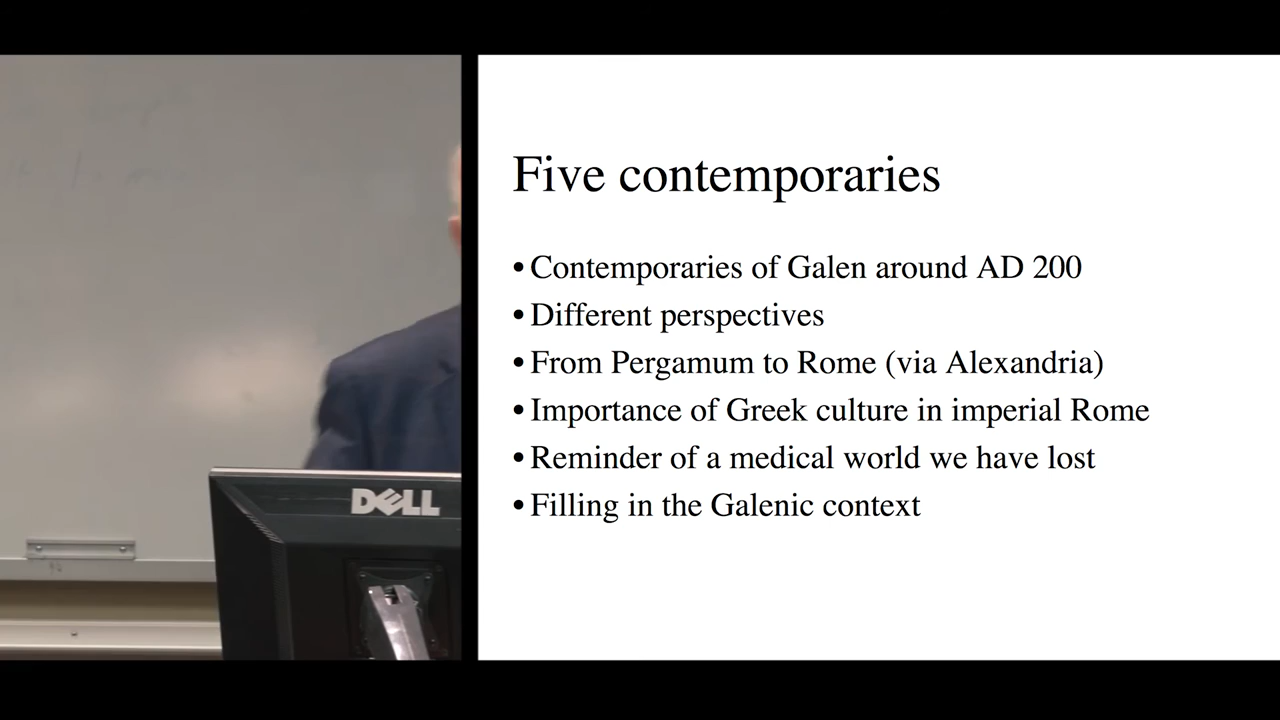 Five contemporaries
• Contemporaries of Galen around AD 200
• Different perspectives
• From Pergamum to Rome (via Alexandria)
• Importance of Greek culture in imperial Rome
• Reminder of a medical world we have lost
• Filling in the Galenic context
DELL